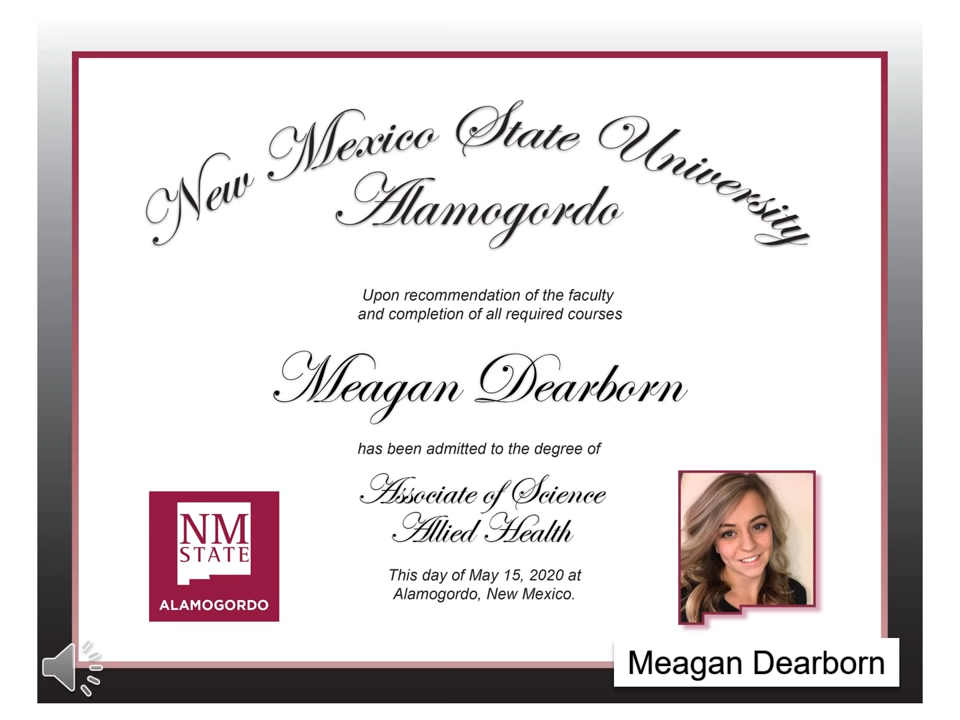 New Mexico State University
Alamogordo
Upon recommendation of the faculty
and completion of all required courses
Meagan Dearborn
has been admitted to the degree of
Associate of Science
Allied Health
This day of May 15, 2020 at
Alamogordo, New Mexico.
NM
STATE
ALAMOGORDO
Meagan Dearborn